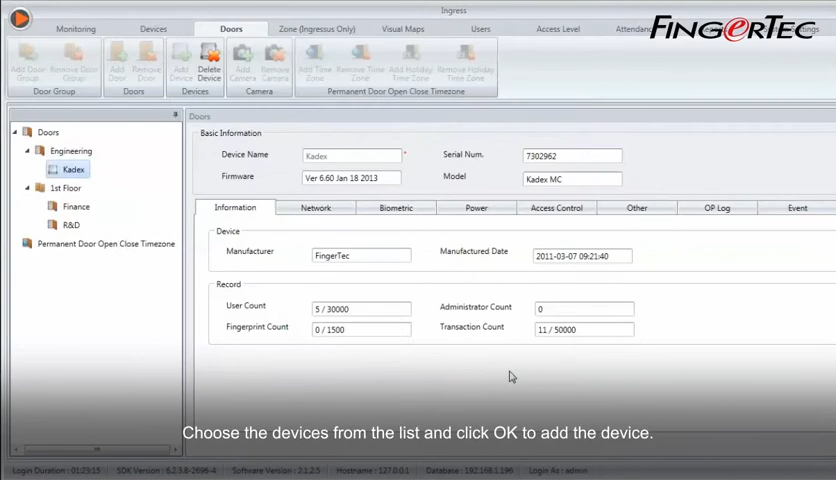 Ingress
FINGERTEC
Monitoring
Devices
Doors
Zone (Ingressus Only)
Visual Maps
Users
Access Level
Attendance
Settings
Add Door Group
Remove Door Group
Add Door
Remove Door
Add Device
Delete Device
Add Camera
Remove Camera
Add Time Zone
Remove Time Zone
Add Holiday Time Zone
Remove Holiday Time Zone
Door Group
Doors
Devices
Camera
Permanent Door Open Close Timezone
Doors
Engineering
Kadex
1st Floor
Finance
R&D
Permanent Door Open Close Timezone
Doors
Basic Information
Device Name
Kadex
*
Serial Num.
7302962
Firmware
Ver 6.60 Jan 18 2013
Model
Kadex MC
Information
Network
Biometric
Power
Access Control
Other
OP Log
Event
Device
Manufacturer
FingerTec
Manufactured Date
2011-03-07 09:21:40
Record
User Count
5 / 30000
Administrator Count
0
Fingerprint Count
0 / 1500
Transaction Count
11 / 50000
Choose the devices from the list and click OK to add the device.
Login Duration : 01:23:15
SDK Version : 6.2.3.8-2696-4
Software Version : 2.1.2.5
Hostname : 127.0.0.1
Database : 192.168.1.196
Login As : admin